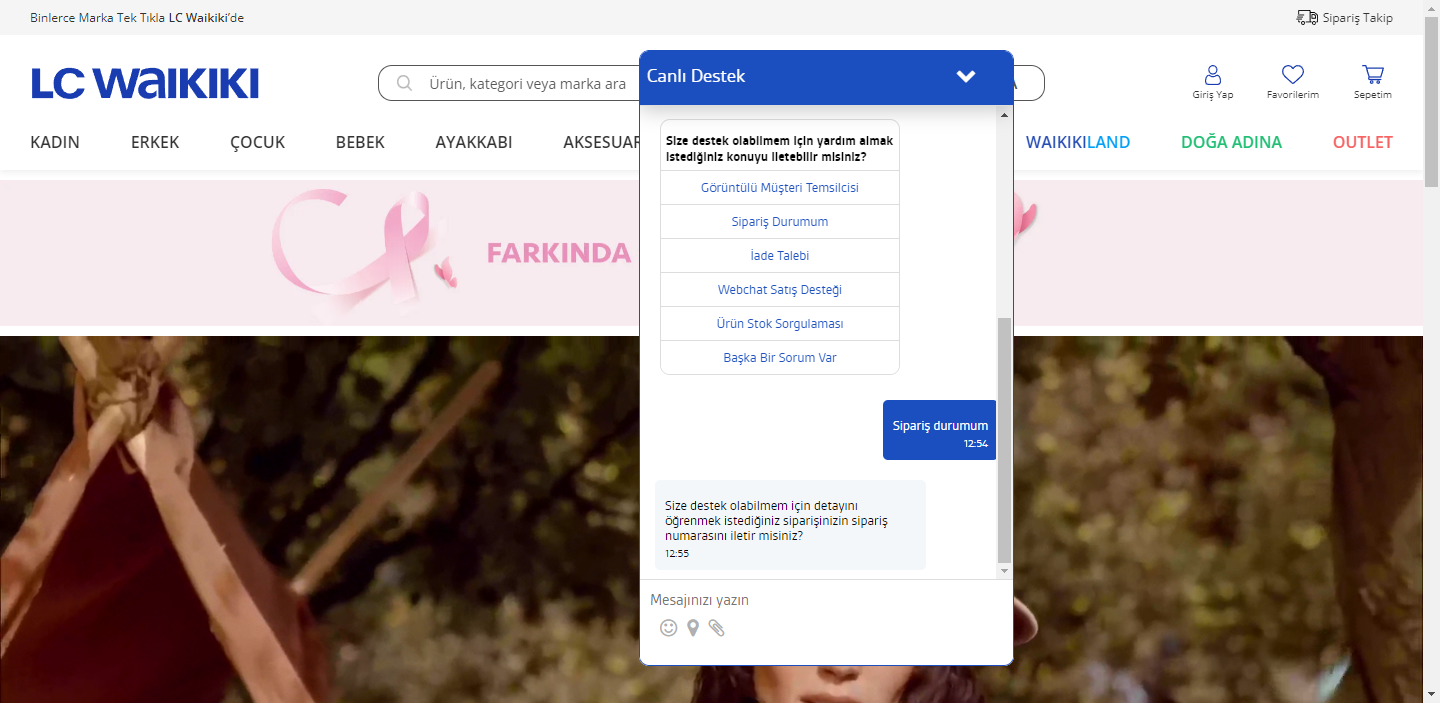 Binlerce Marka Tek Tıkla LC Waikiki'de
Sipariş Takip
LC WAIKIKI
Ürün, kategori veya marka ara
Giriş Yap
Favorilerim
Sepetim
KADIN
ERKEK
ÇOCUK
BEBEK
AYAKKABI
AKSESUAR
WAIKIKILAND
DOĞA ADINA
OUTLET
FARKINDA
Canlı Destek
Size destek olabilmem için yardım almak
istediğiniz konuyu iletebilir misiniz?
Görüntülü Müşteri Temsilcisi
Sipariş Durumum
İade Talebi
Webchat Satış Desteği
Ürün Stok Sorgulaması
Başka Bir Sorum Var
Sipariş durumum
12:54
Size destek olabilmem için detayını
öğrenmek istediğiniz siparişinizin sipariş
numarasını iletir misiniz?
12:55
Mesajınızı yazın